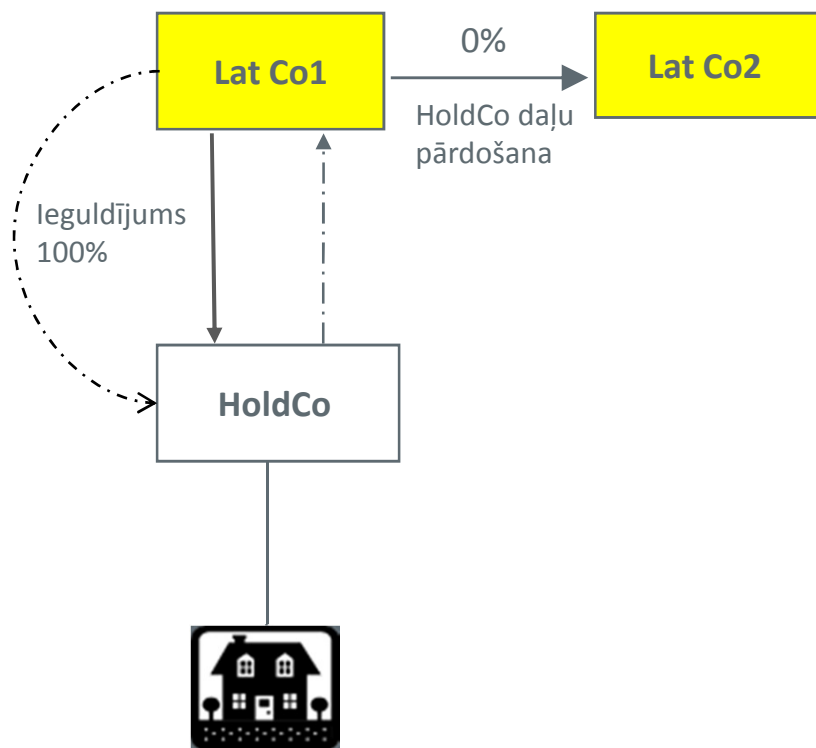 Lat Co1
0%
Lat Co2
HoldCo daļu
pārdošana
Ieguldījums
100%
HoldCo